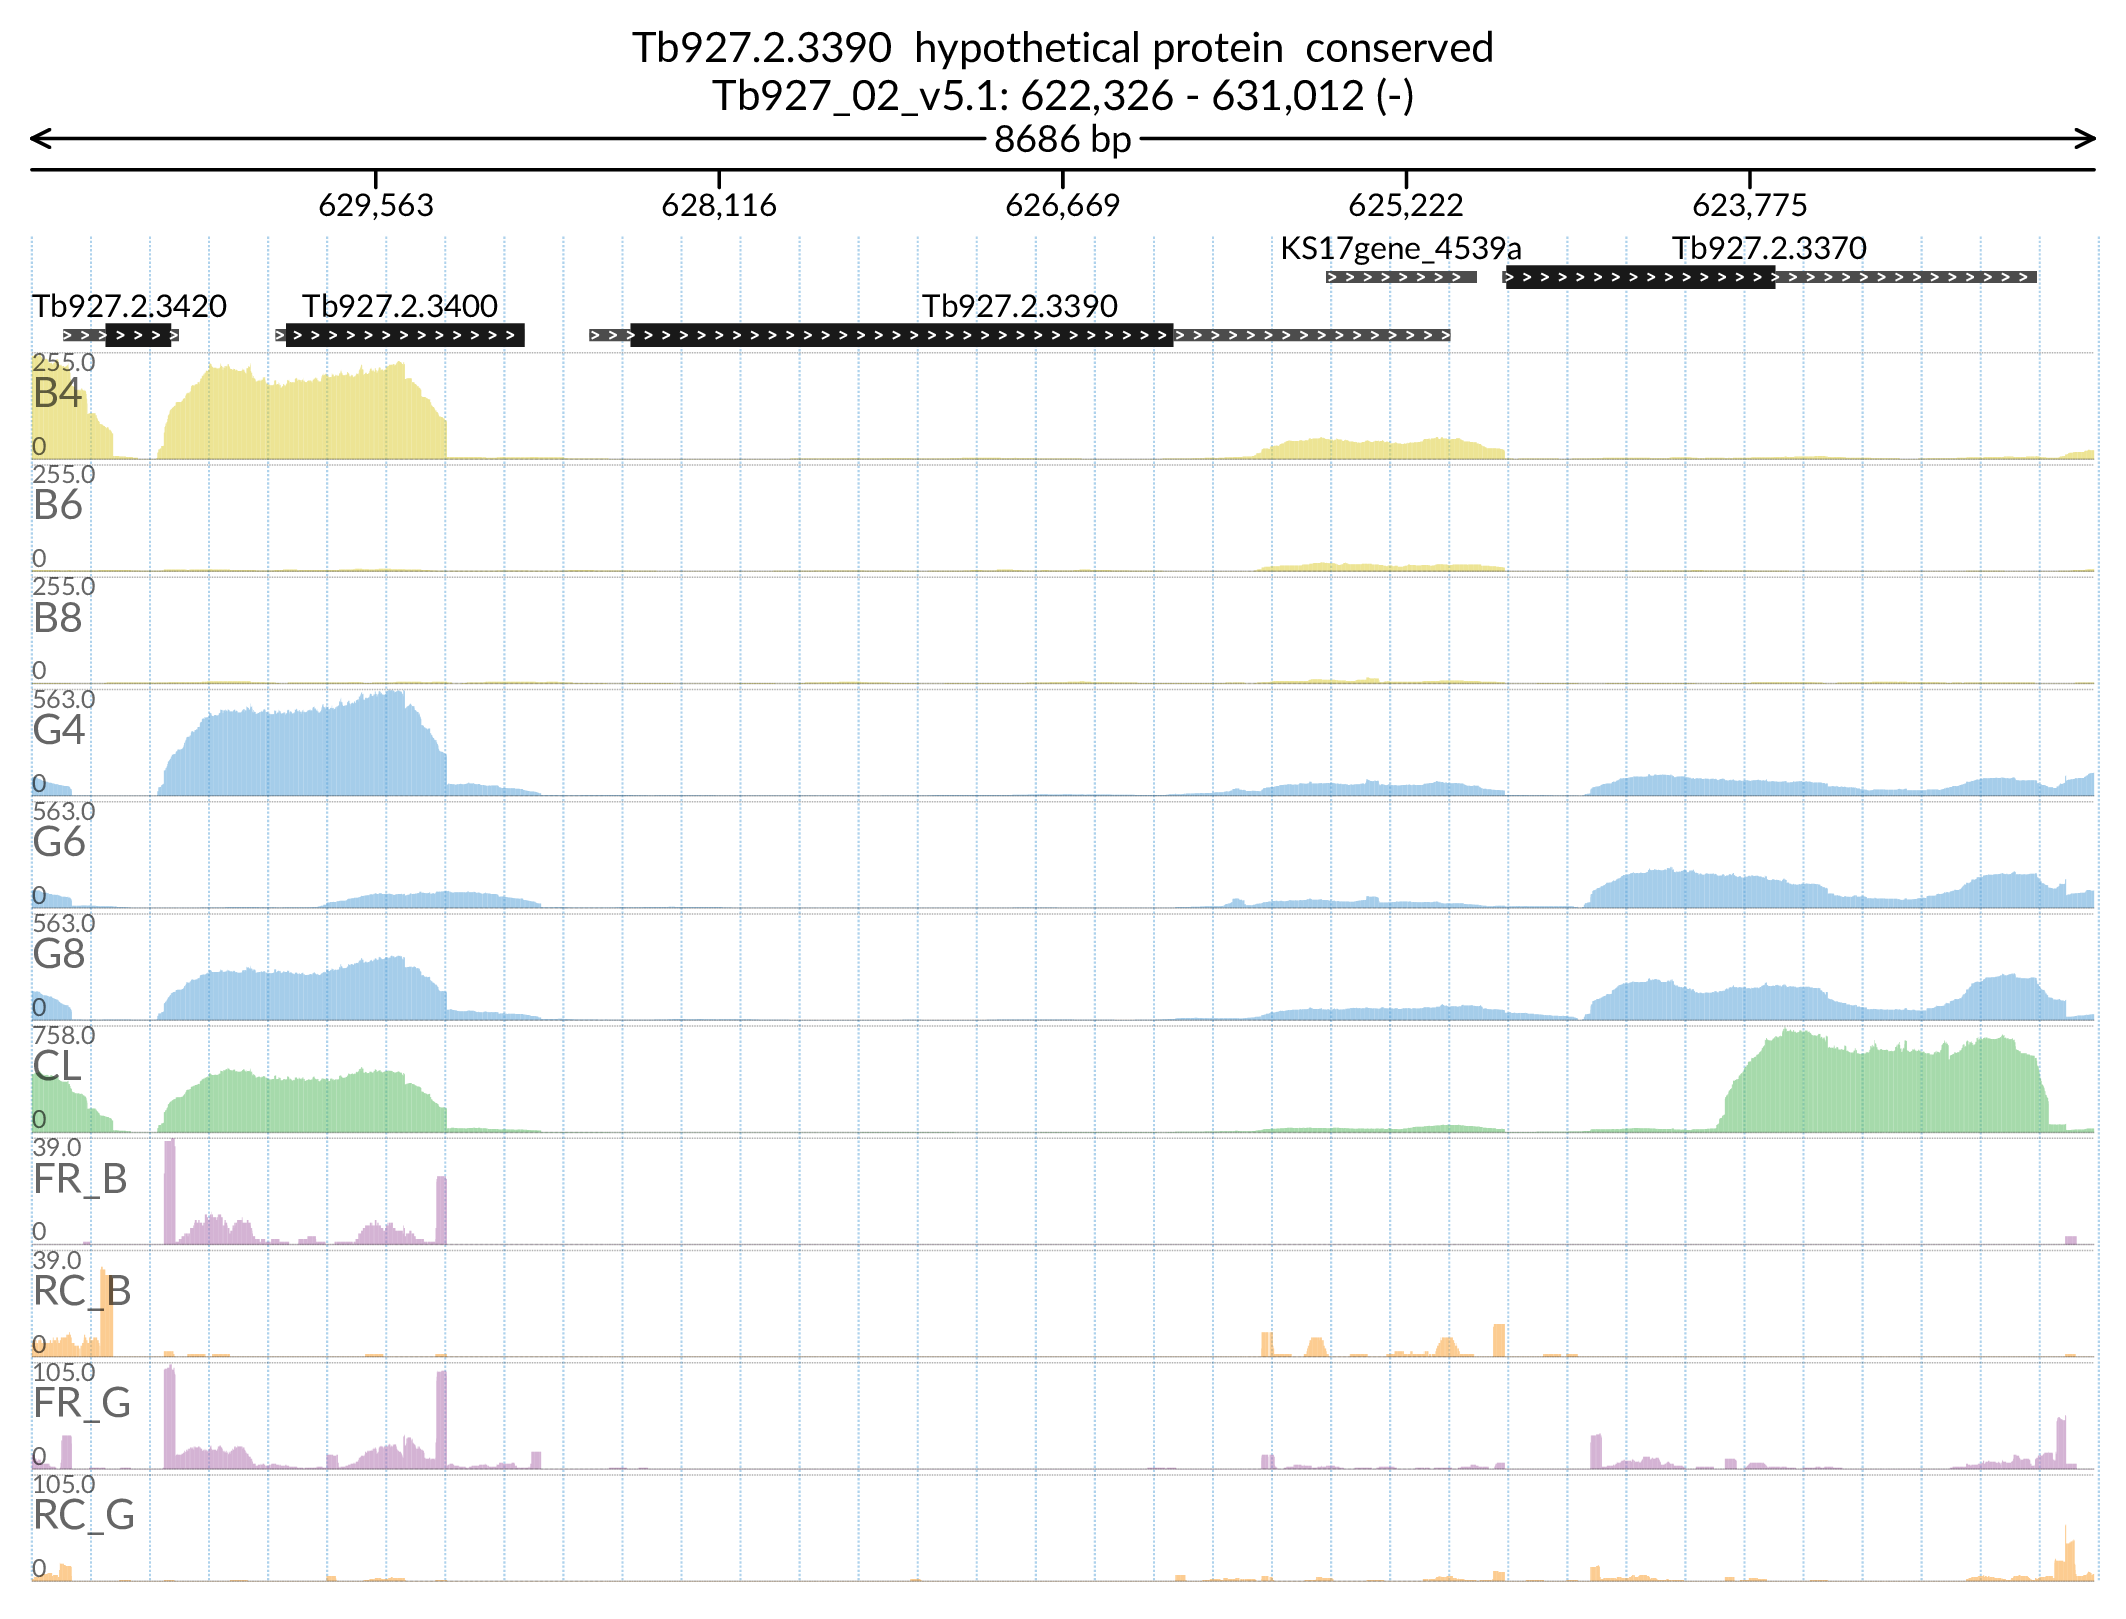 Tb927.2.3390  hypothetical protein  conserved
Tb927_02_v5.1: 622,326 - 631,012 (-)
8686 bp
629,563 628,116 626,669 625,222 623,775
KS17gene_4539a Tb927.2.3370
Tb927.2.3420 Tb927.2.3400 Tb927.2.3390
255.0
B4
0
255.0
B6
0
255.0
B8
0
563.0
G4
0
563.0
G6
0
563.0
G8
0
758.0
CL
0
39.0
FR_B
0
39.0
RC_B
0
105.0
FR_G
0
105.0
RC_G
0